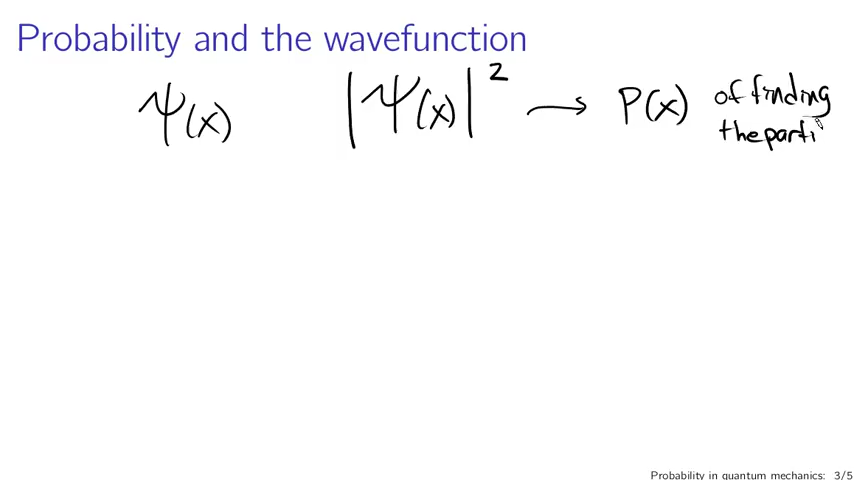 Probability and the wavefunction
ψ(x) |ψ(x)|² → P(x) of finding
the parti
Probability in quantum mechanics: 3/5